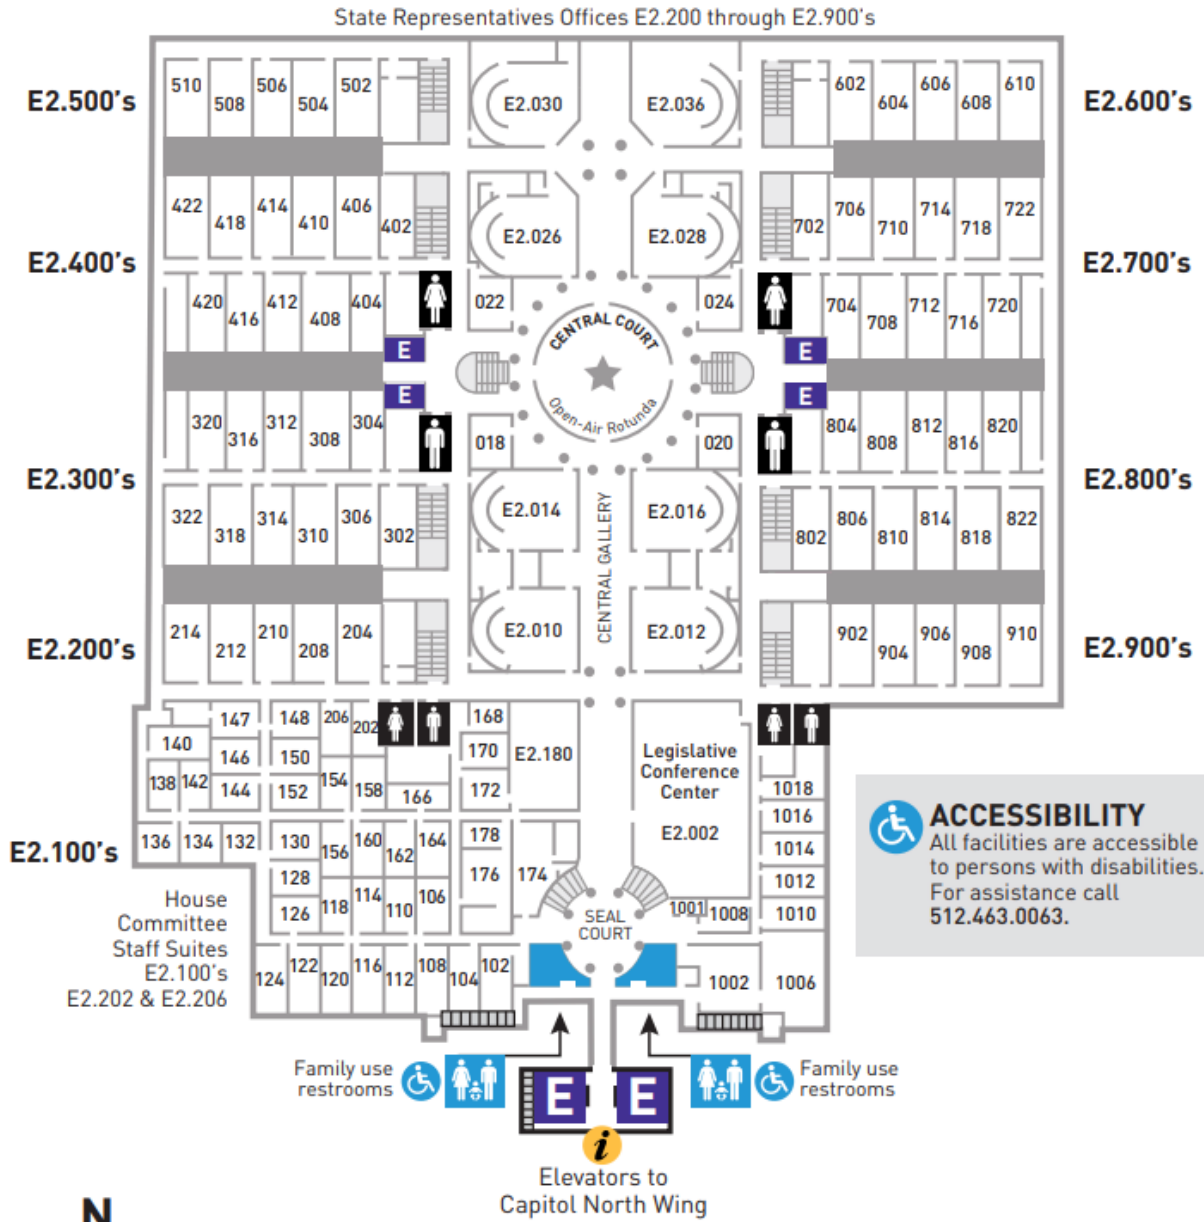 State Representatives Offices E2.200 through E2.900's
E2.500's
510
508
506
504
502
E2.030
E2.036
602
604
606
608
610
E2.600's
422
418
414
410
406
402
E2.026
E2.028
702
706
710
714
718
722
E2.400's
E2.700's
420
416
412
408
404
022
024
704
708
712
716
720
E
E
CENTRAL COURT
Open-Air Rotunda
E
E
320
316
312
308
304
018
020
804
808
812
816
820
E2.300's
E2.800's
322
318
314
310
306
302
E2.014
E2.016
802
806
810
814
818
822
CENTRAL GALLERY
E2.200's
214
212
210
208
204
E2.010
E2.012
902
904
906
908
910
E2.900's
147
148
206
202
168
140
146
150
170
E2.180
138
142
144
152
154
158
166
172
Legislative
Conference
Center
E2.002
1018
1016
1014
1012
1010
E2.100's
136
134
132
130
156
160
162
164
178
128
176
174
126
118
114
110
106
SEAL
COURT
1001
1008
124
122
120
116
112
108
104
102
1002
1006
House
Committee
Staff Suites
E2.100's
E2.202 & E2.206
ACCESSIBILITY
All facilities are accessible
to persons with disabilities.
For assistance call
512.463.0063.
Family use
restrooms
Family use
restrooms
E
E
i
Elevators to
Capitol North Wing
N